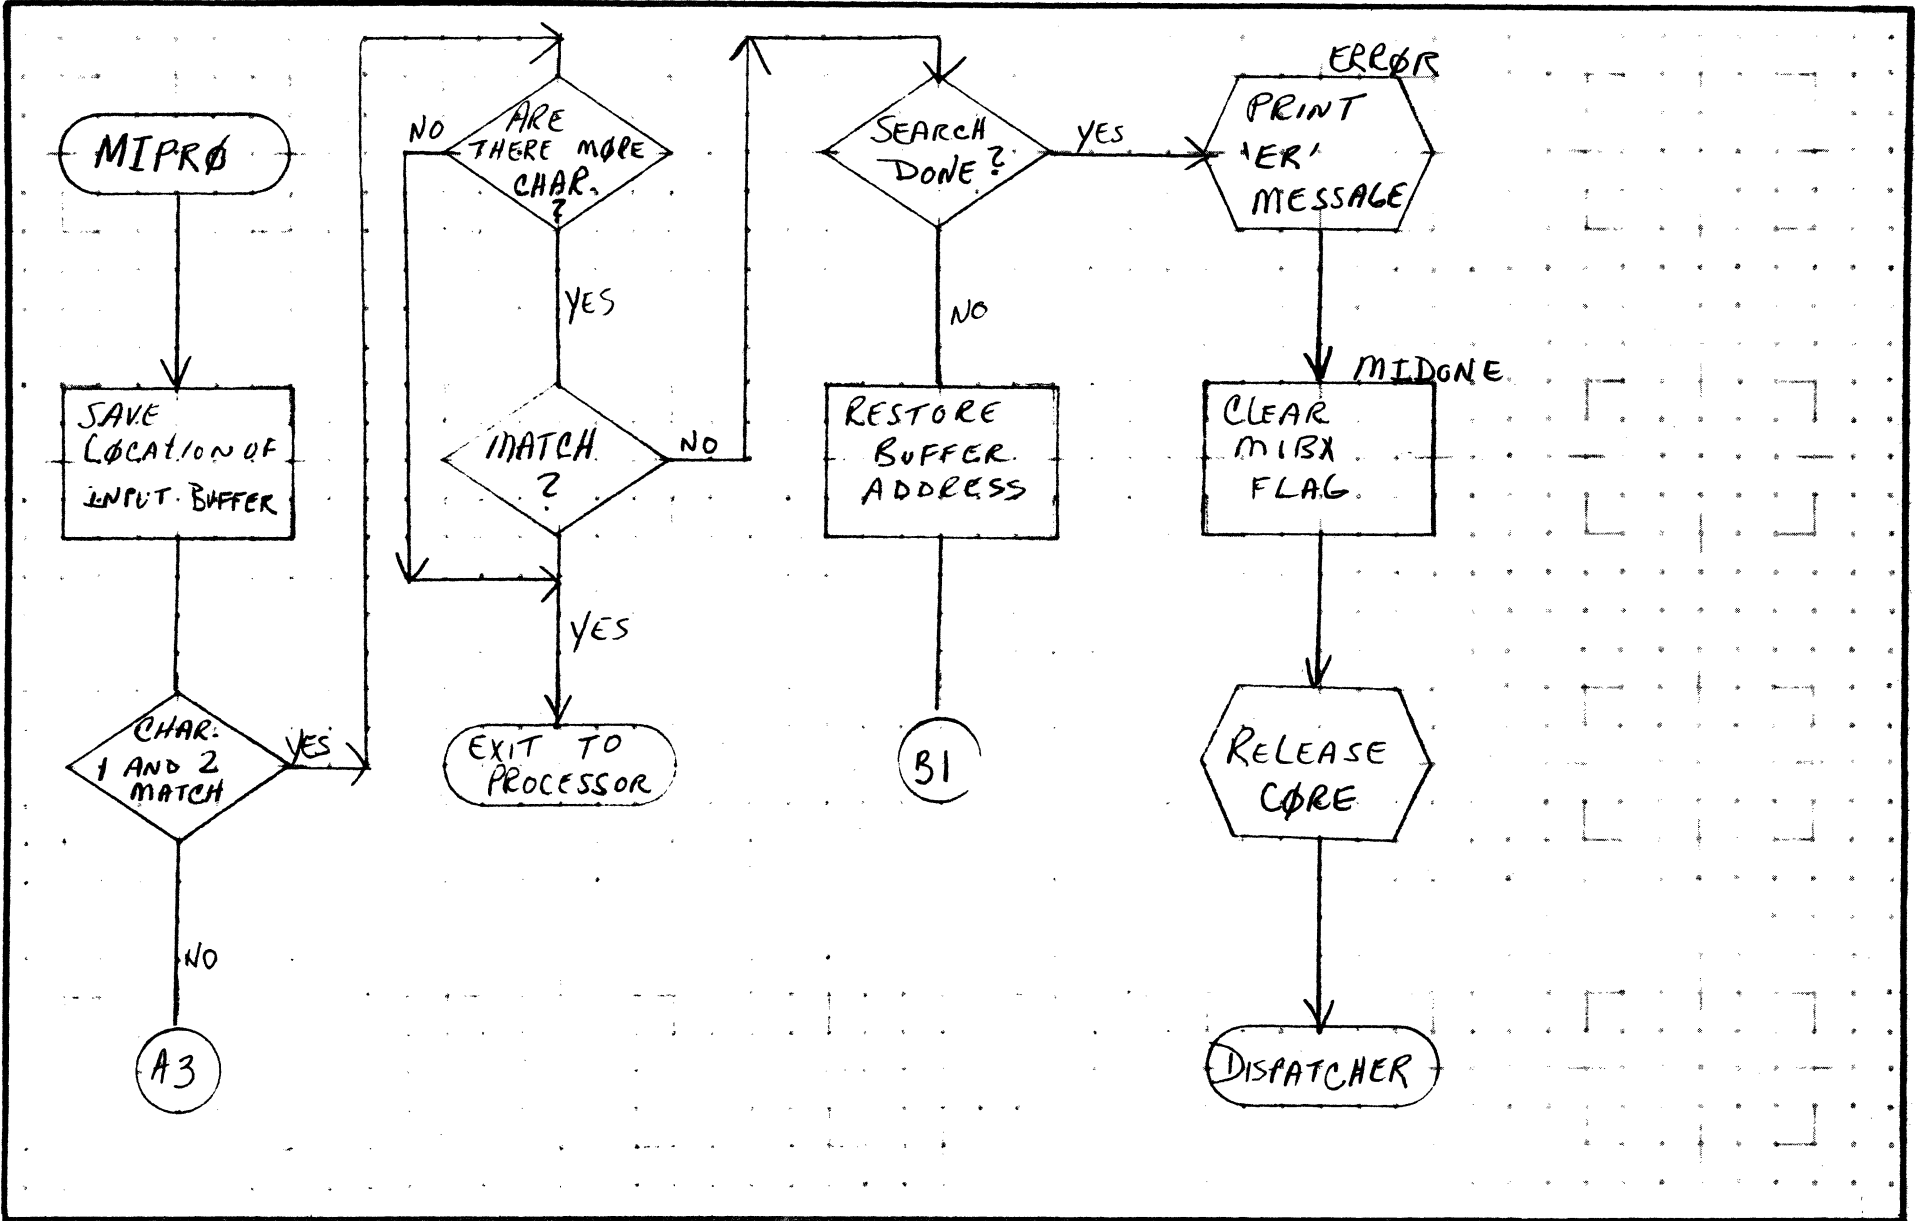 MIPRØ
SAVE
LØCATION OF
INPUT BUFFER
CHAR.
1 AND 2
MATCH
YES
NO
A3
ARE
THERE MØRE
CHAR.
?
NO
YES
MATCH
?
NO
YES
EXIT TO
PROCESSOR
SEARCH
DONE?
YES
NO
RESTORE
BUFFER
ADDRESS
B1
ERRØR
PRINT
'ER'
MESSAGE
MIDONE
CLEAR
MIBX
FLAG.
RELEASE
CØRE
DISPATCHER